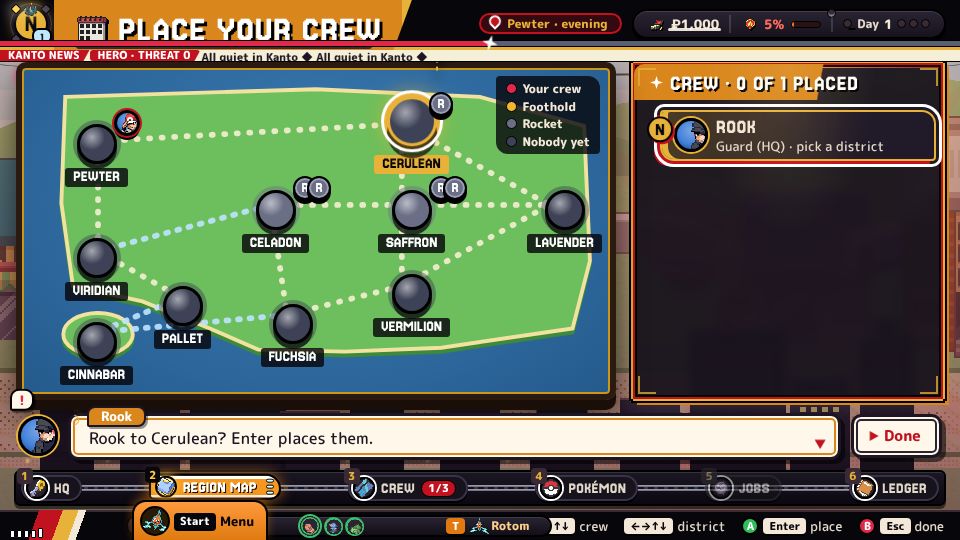 N
PLACE YOUR CREW
Pewter · evening
₽1,000
5%
Day 1
KANTO NEWS
HERO · THREAT 0
All quiet in Kanto ◆ All quiet in Kanto ◆
Your crew
Foothold
Rocket
Nobody yet
R
CERULEAN
PEWTER
R R
R R
CELADON
SAFFRON
LAVENDER
VIRIDIAN
PALLET
VERMILION
FUCHSIA
CINNABAR
CREW · 0 OF 1 PLACED
N
ROOK
Guard (HQ) · pick a district
!
Rook
Rook to Cerulean? Enter places them.
Done
1 HQ
2 REGION MAP
3 CREW 1/3
4 POKÉMON
5 JOBS
6 LEDGER
Start Menu
T Rotom
↑↓ crew
←→↑↓ district
A Enter place
B Esc done